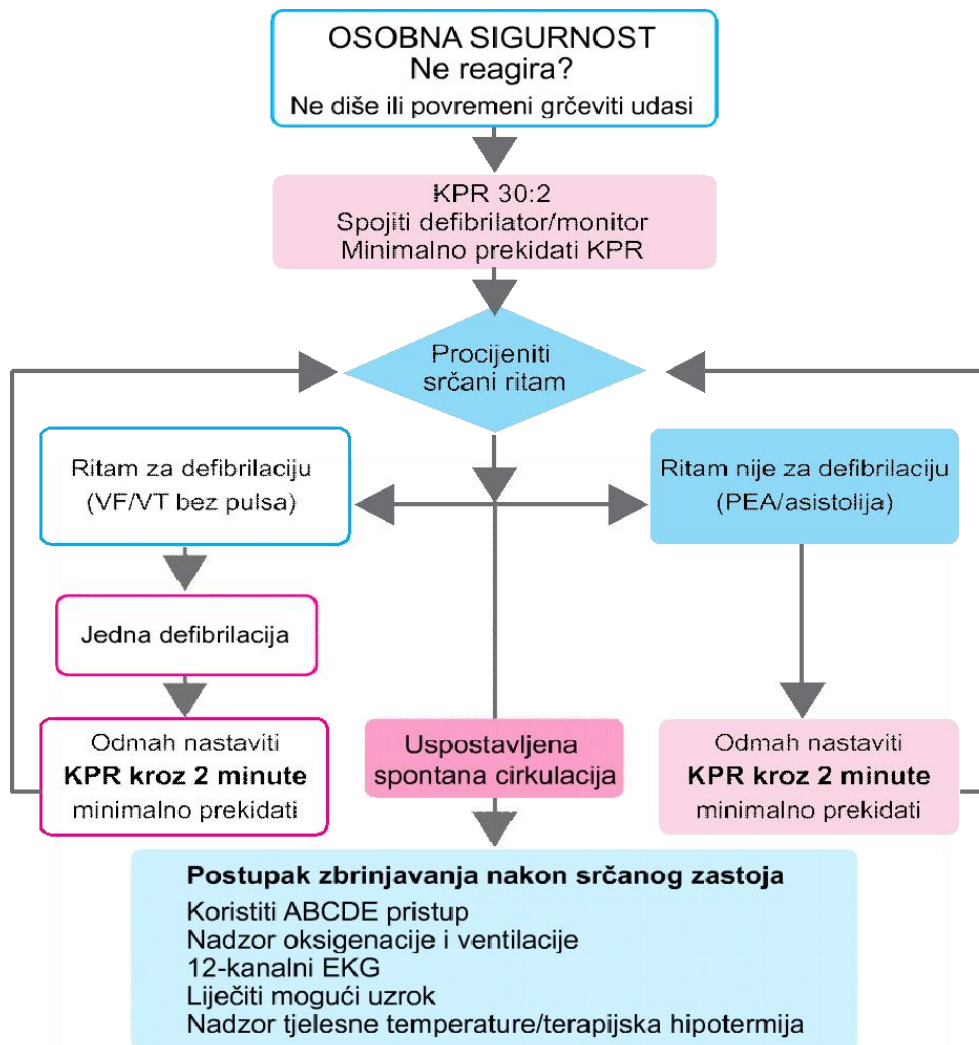 OSOBNA SIGURNOST
Ne reagira?
Ne diše ili povremeni grčeviti udasi
KPR 30:2
Spojiti defibrilator/monitor
Minimalno prekidati KPR
Procijeniti
srčani ritam
Ritam za defibrilaciju
(VF/VT bez pulsa)
Ritam nije za defibrilaciju
(PEA/asistolija)
Jedna defibrilacija
Odmah nastaviti
KPR kroz 2 minute
minimalno prekidati
Uspostavljena
spontana cirkulacija
Odmah nastaviti
KPR kroz 2 minute
minimalno prekidati
Postupak zbrinjavanja nakon srčanog zastoja
Koristiti ABCDE pristup
Nadzor oksigenacije i ventilacije
12-kanalni EKG
Liječiti mogući uzrok
Nadzor tjelesne temperature/terapijska hipotermija